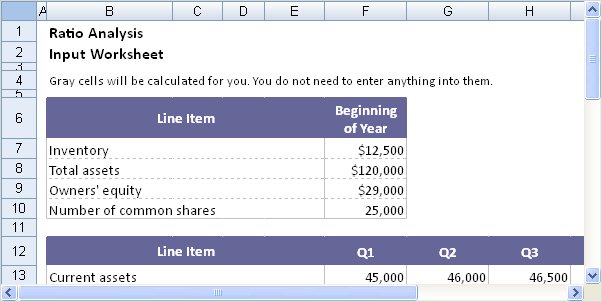 A B C D E F G H
1 Ratio Analysis
2 Input Worksheet
3
4 Gray cells will be calculated for you. You do not need to enter anything into them.
5
6 Line Item Beginning of Year
7 Inventory $12,500
8 Total assets $120,000
9 Owners' equity $29,000
10 Number of common shares 25,000
11
12 Line Item Q1 Q2 Q3
13 Current assets 45,000 46,000 46,500